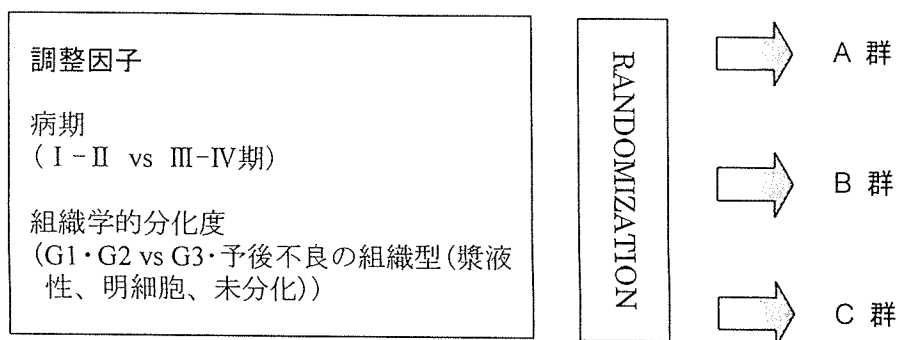 調整因子
病期
（Ⅰ-Ⅱ vs Ⅲ-Ⅳ期）
組織学的分化度
（G1・G2 vs G3・予後不良の組織型（漿液
性、明細胞、未分化））
RANDOMIZATION
A 群
B 群
C 群